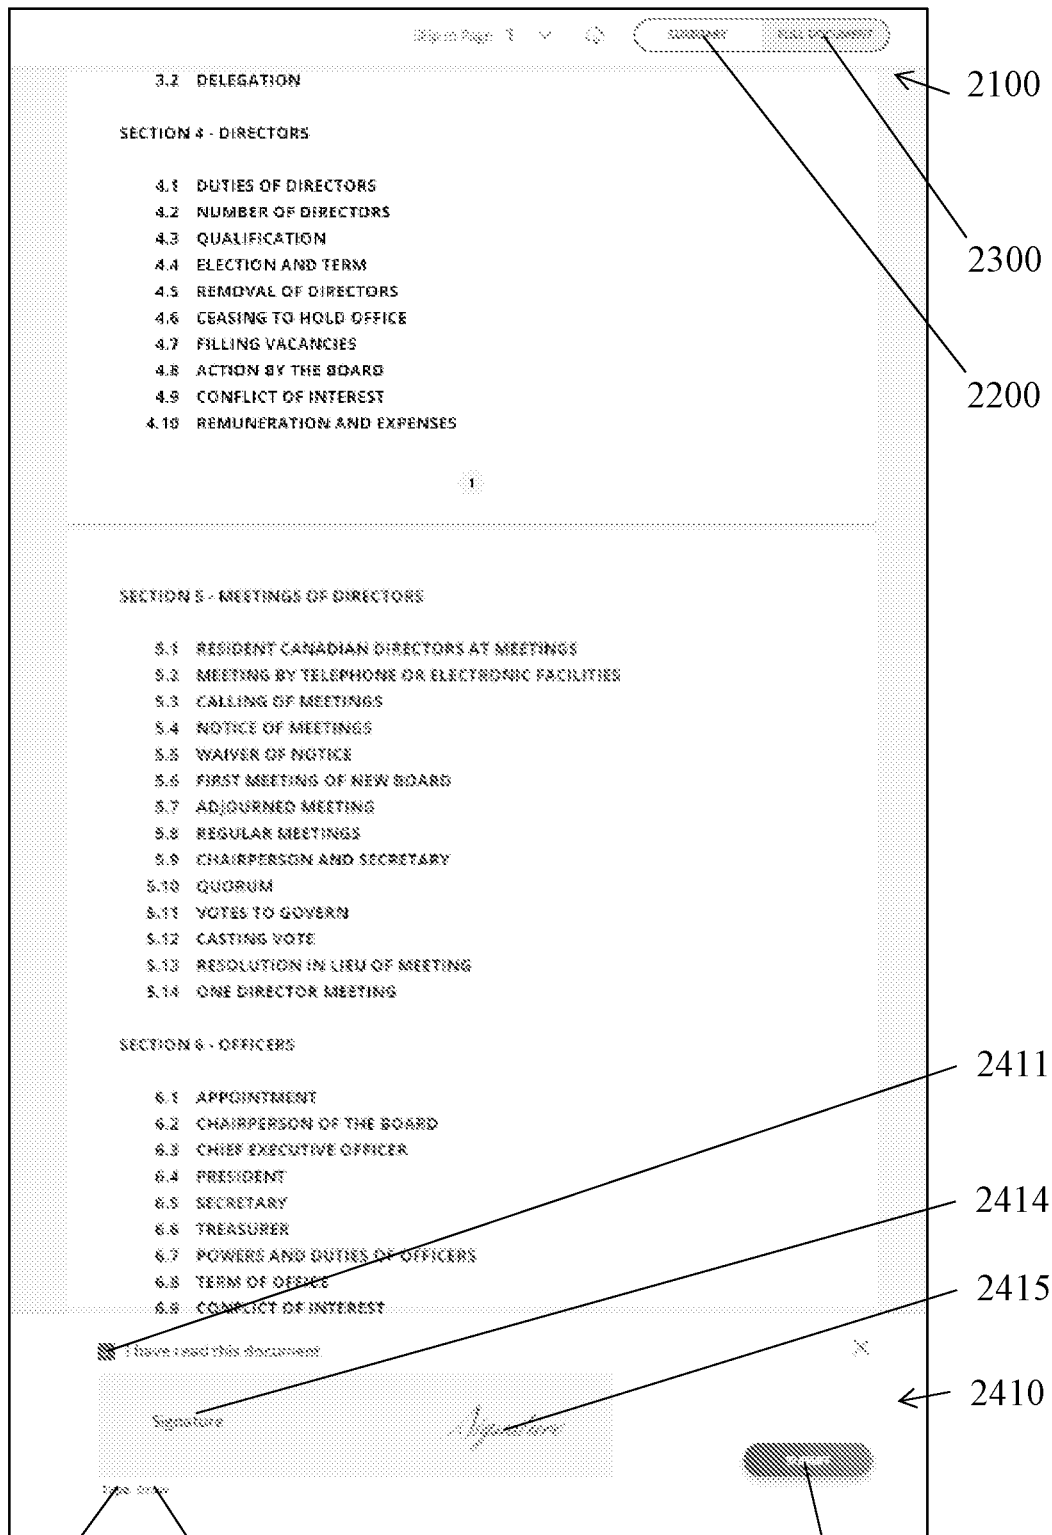 Skip to Page 1
SUMMARY FULL DOCUMENT
2100
3.2 DELEGATION
SECTION 4 - DIRECTORS
4.1 DUTIES OF DIRECTORS
4.2 NUMBER OF DIRECTORS
4.3 QUALIFICATION
2300
4.4 ELECTION AND TERM
4.5 REMOVAL OF DIRECTORS
4.6 CEASING TO HOLD OFFICE
4.7 FILLING VACANCIES
4.8 ACTION BY THE BOARD
4.9 CONFLICT OF INTEREST
2200
4.10 REMUNERATION AND EXPENSES
1
SECTION 5 - MEETINGS OF DIRECTORS
5.1 RESIDENT CANADIAN DIRECTORS AT MEETINGS
5.2 MEETING BY TELEPHONE OR ELECTRONIC FACILITIES
5.3 CALLING OF MEETINGS
5.4 NOTICE OF MEETINGS
5.5 WAIVER OF NOTICE
5.6 FIRST MEETING OF NEW BOARD
5.7 ADJOURNED MEETING
5.8 REGULAR MEETINGS
5.9 CHAIRPERSON AND SECRETARY
5.10 QUORUM
5.11 VOTES TO GOVERN
5.12 CASTING VOTE
5.13 RESOLUTION IN LIEU OF MEETING
5.14 ONE DIRECTOR MEETING
SECTION 6 - OFFICERS
2411
6.1 APPOINTMENT
6.2 CHAIRPERSON OF THE BOARD
6.3 CHIEF EXECUTIVE OFFICER
6.4 PRESIDENT
6.5 SECRETARY
2414
6.6 TREASURER
6.7 POWERS AND DUTIES OF OFFICERS
6.8 TERM OF OFFICE
2415
6.9 CONFLICT OF INTEREST
I have read this document
2410
Signature Signature
Type Draw